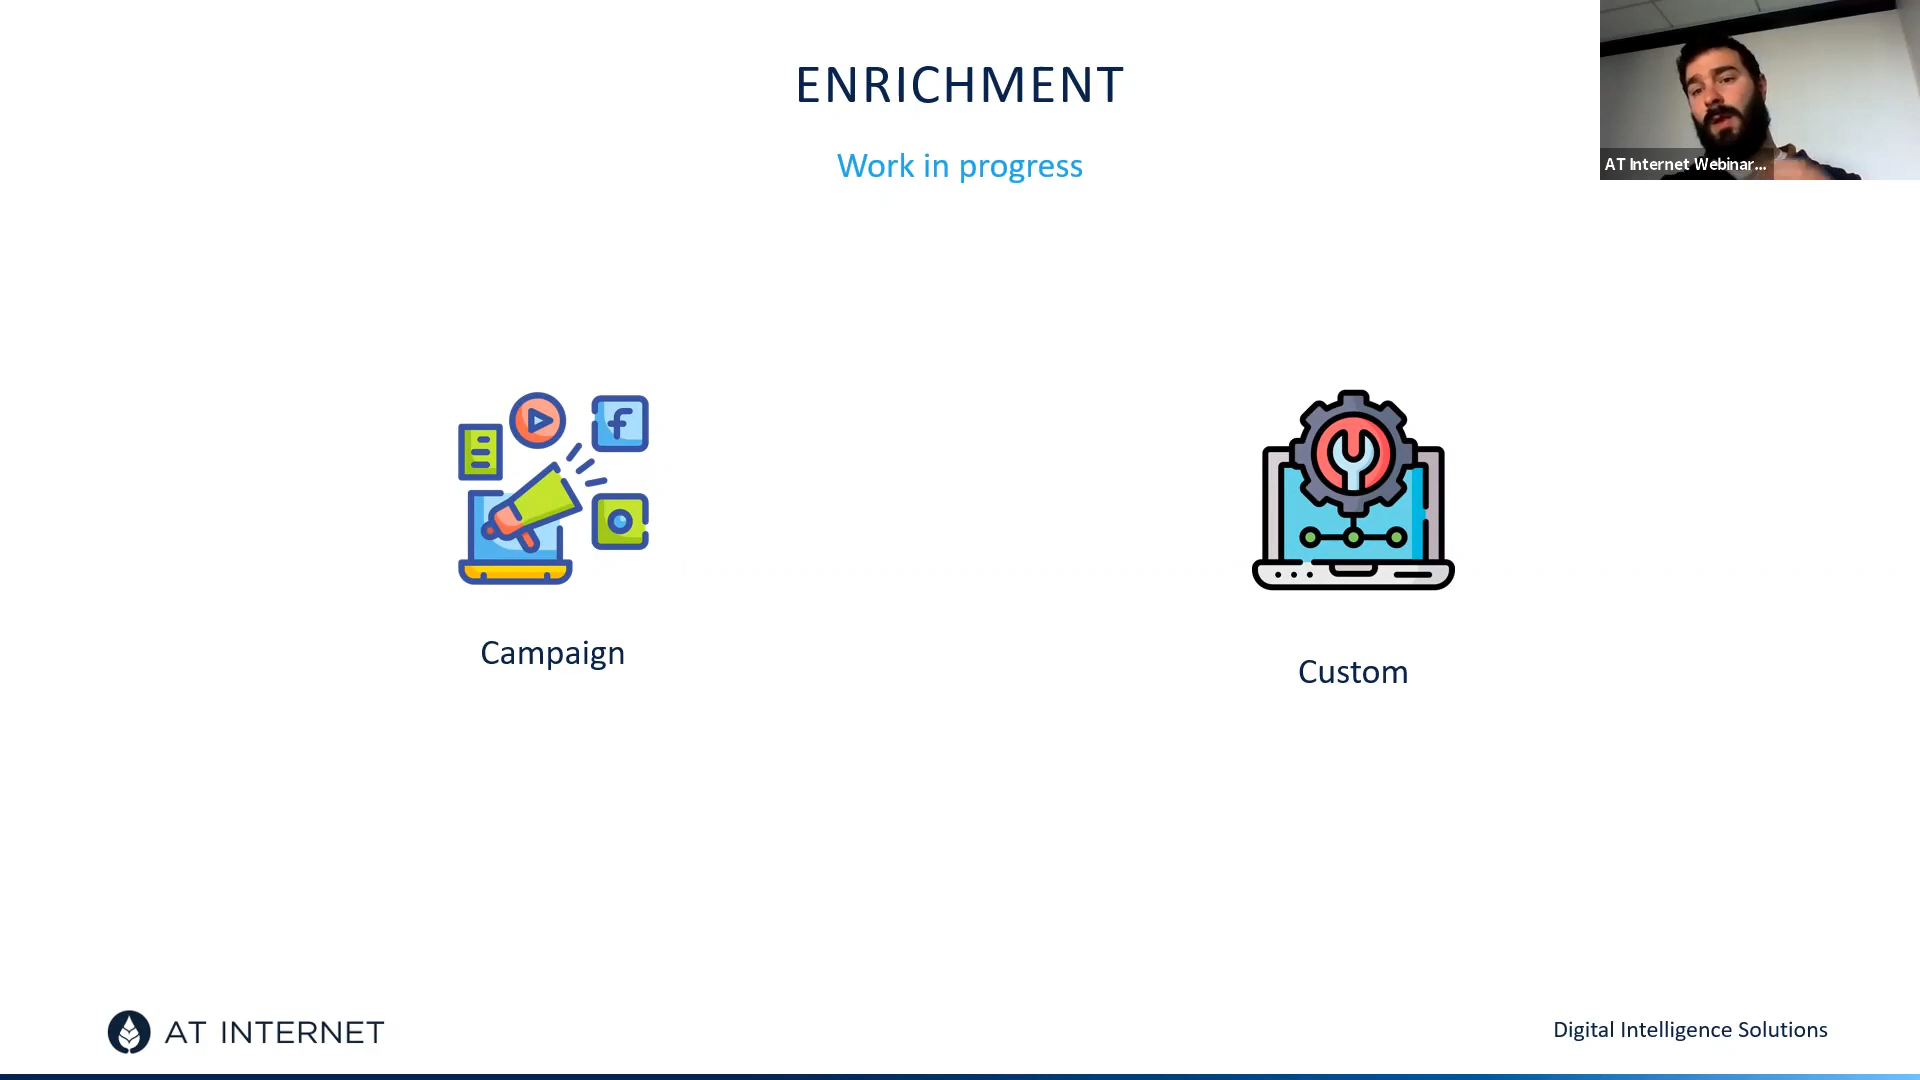 ENRICHMENT
Work in progress
AT Internet Webinar...
f
Campaign
Custom
AT INTERNET
Digital Intelligence Solutions